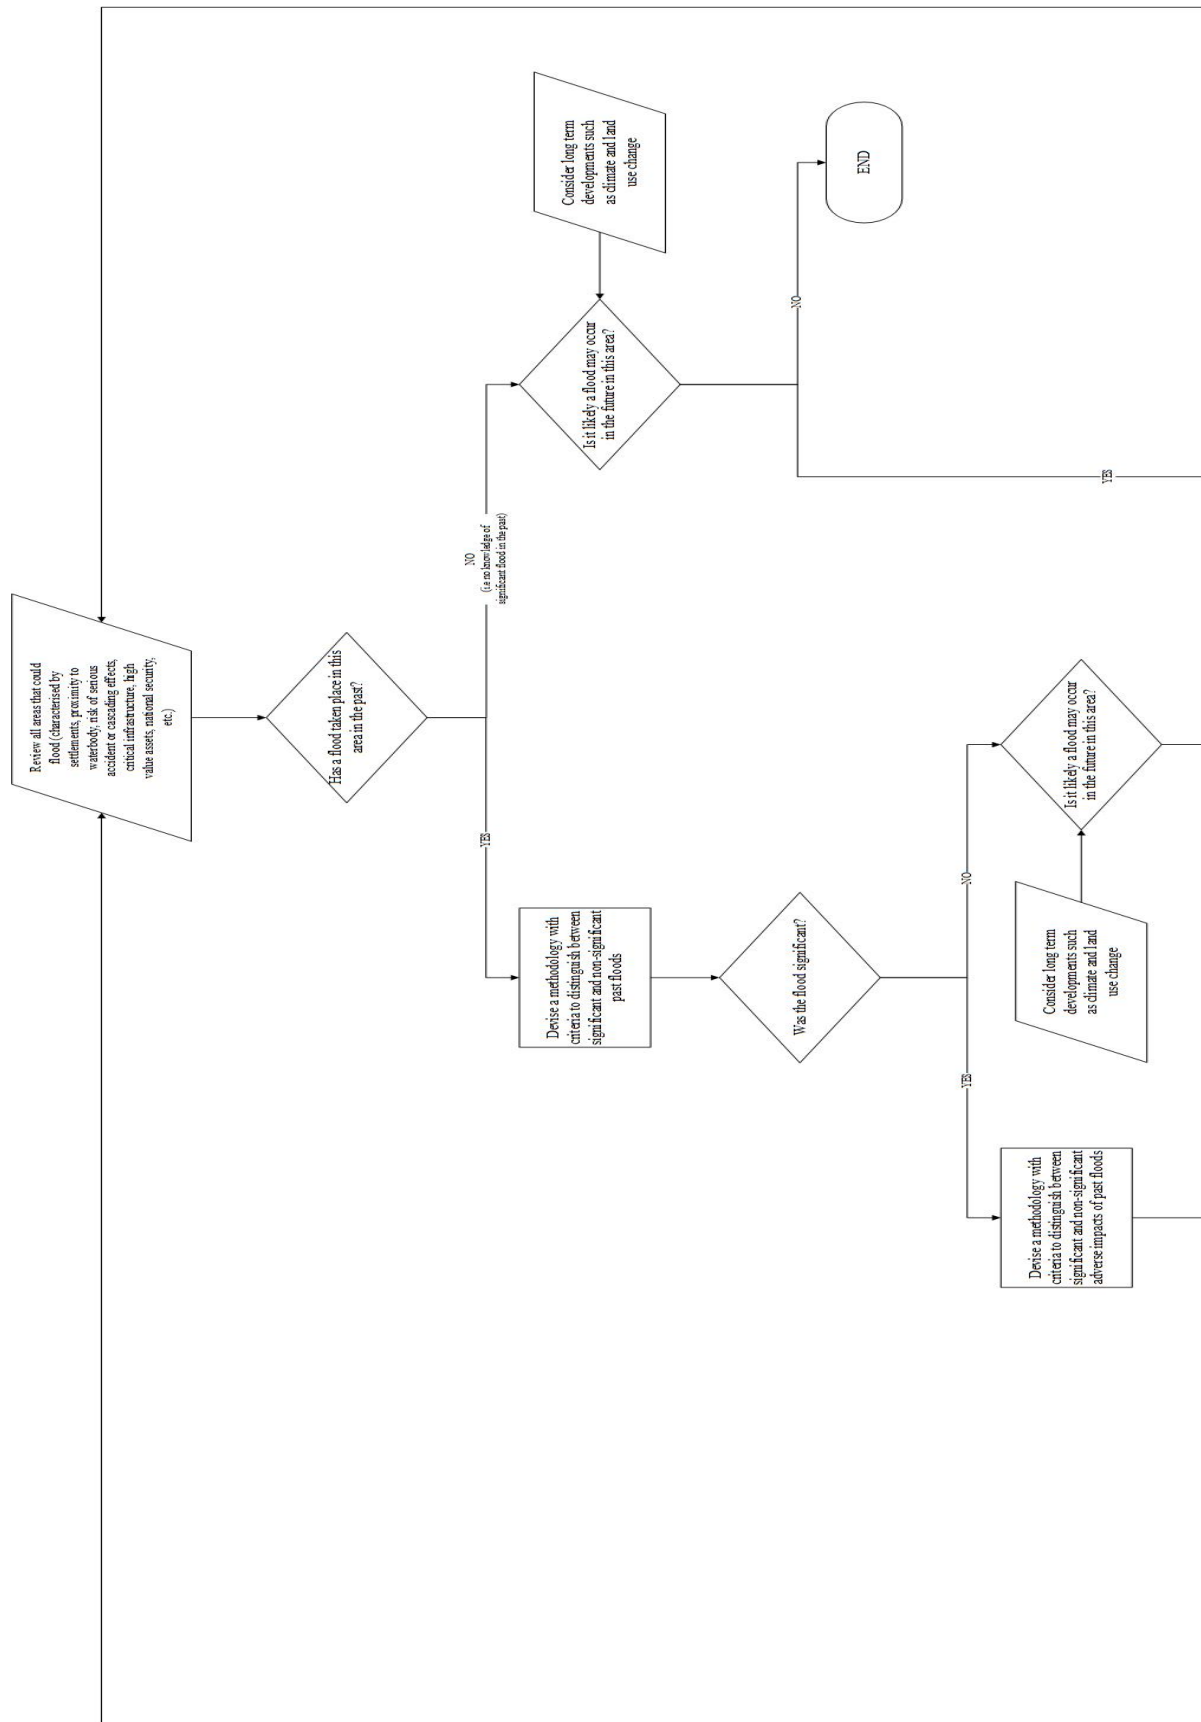 Review all areas that could
flood (characterised by
settlements, proximity to
waterbody, risk of serious
accident or cascading effects,
critical infrastructure, high
value assets, national security,
etc.)
Has a flood taken place in this
area in the past?
YES
NO
(i.e no knowledge of
significant flood in the past)
Devise a methodology with
criteria to distinguish between
significant and non-significant
past floods
Is it likely a flood may occur
in the future in this area?
Consider long term
developments such
as climate and land
use change
Was the flood significant?
NO
END
YES
YES
NO
Devise a methodology with
criteria to distinguish between
significant and non-significant
adverse impacts of past floods
Consider long term
developments such
as climate and land
use change
Is it likely a flood may occur
in the future in this area?